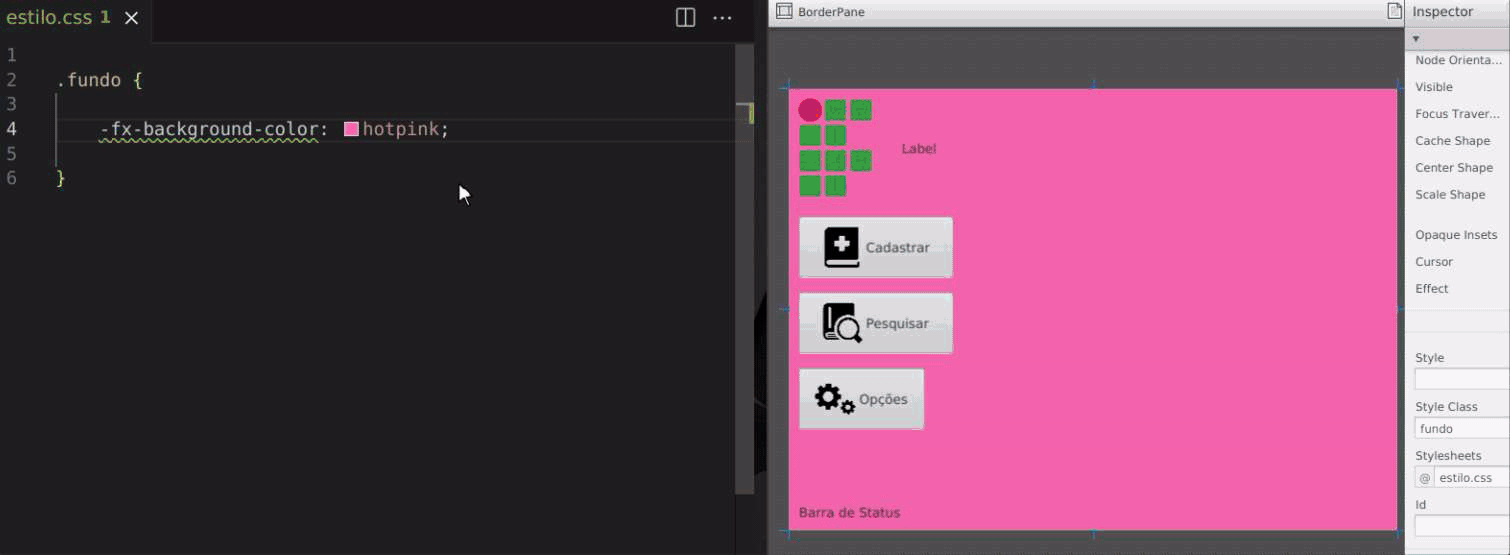 estilo.css 1
1
2 .fundo {
3
4 -fx-background-color: hotpink;
5
6 }
BorderPane
Label
Cadastrar
Pesquisar
Opções
Barra de Status
Inspector
Node Orienta...
Visible
Focus Traver...
Cache Shape
Center Shape
Scale Shape
Opaque Insets
Cursor
Effect
Style
Style Class
fundo
Stylesheets
@ estilo.css
Id